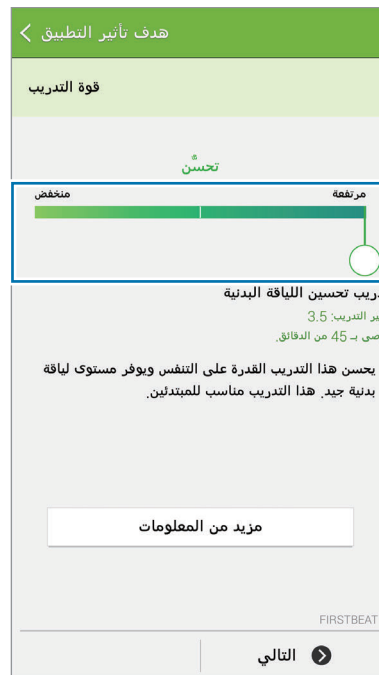 هدف تأثير التطبيق
قوة التدريب
تحسّن
مرتفعة
منخفض
تحسين اللياقة البدنية
التدريب: 3.5
بـ 45 من الدقائق.
يحسن هذا التدريب القدرة على التنفس ويوفر مستوى لياقة
بدنية جيد. هذا التدريب مناسب للمبتدئين.
مزيد من المعلومات
FIRSTBEAT
التالي